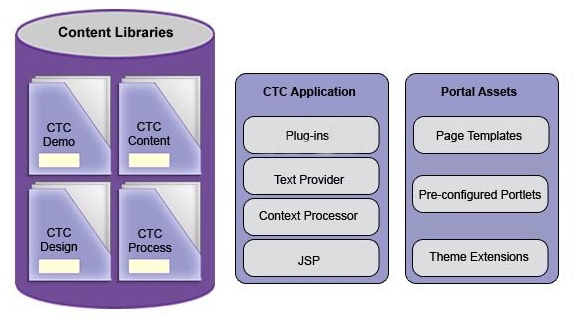 Content Libraries
CTC
Demo
CTC
Content
CTC
Design
CTC
Process
CTC Application
Plug-ins
Text Provider
Context Processor
JSP
Portal Assets
Page Templates
Pre-configured Portlets
Theme Extensions